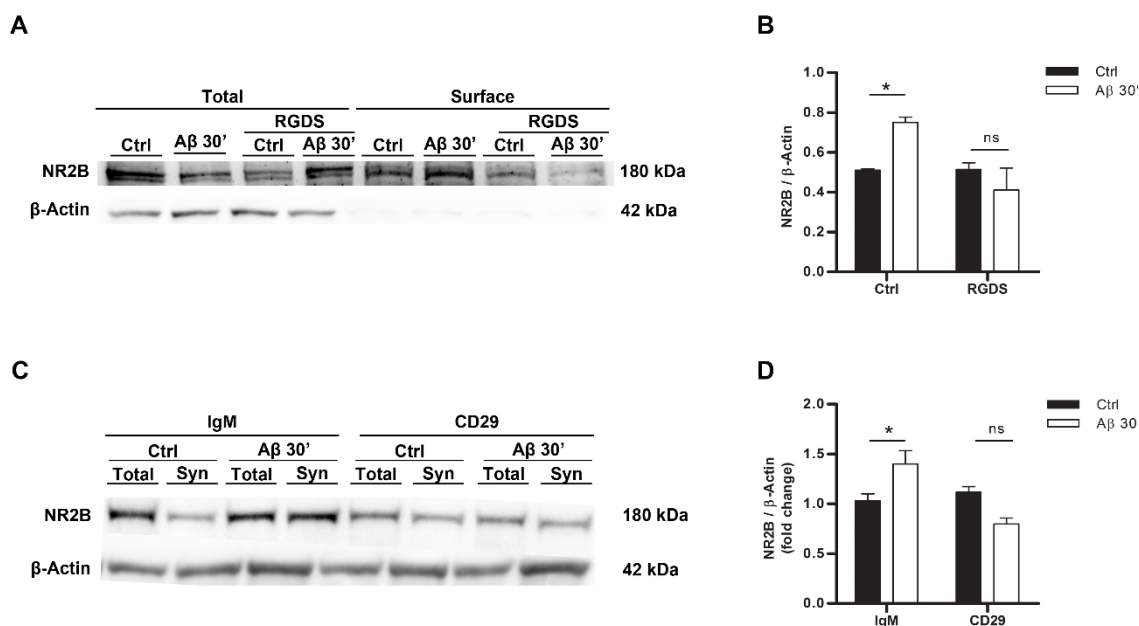 A
Total Surface
RGDS RGDS
Ctrl Aβ 30' Ctrl Aβ 30' Ctrl Aβ 30' Ctrl Aβ 30'
NR2B 180 kDa
β-Actin 42 kDa
B
Ctrl
Aβ 30'
1.0
0.8
0.6
0.4
0.2
0.0
NR2B / β-Actin
*
ns
Ctrl RGDS
C
IgM CD29
Ctrl Aβ 30' Ctrl Aβ 30'
Total Syn Total Syn Total Syn Total Syn
NR2B 180 kDa
β-Actin 42 kDa
D
Ctrl
Aβ 30
2.0
1.5
1.0
0.5
0.0
NR2B / β-Actin
(fold change)
*
ns
IgM CD29